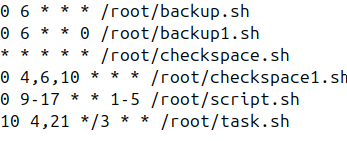 0 6 * * * /root/backup.sh
0 6 * * 0 /root/backup1.sh
* * * * * /root/checkspace.sh
0 4,6,10 * * * /root/checkspace1.sh
0 9-17 * * 1-5 /root/script.sh
10 4,21 */3 * * /root/task.sh